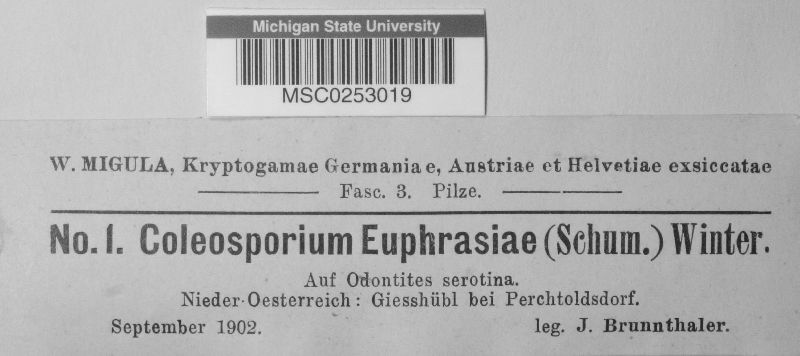 Michigan State University
MSC0253019
W. MIGULA, Kryptogamae Germaniae, Austriae et Helvetiae exsiccatae
Fasc. 3. Pilze.
No. 1. Coleosporium Euphrasiae (Schum.) Winter.
Auf Odontites serotina.
Nieder-Oesterreich: Giesshübl bei Perchtoldsdorf.
September 1902. leg. J. Brunnthaler.